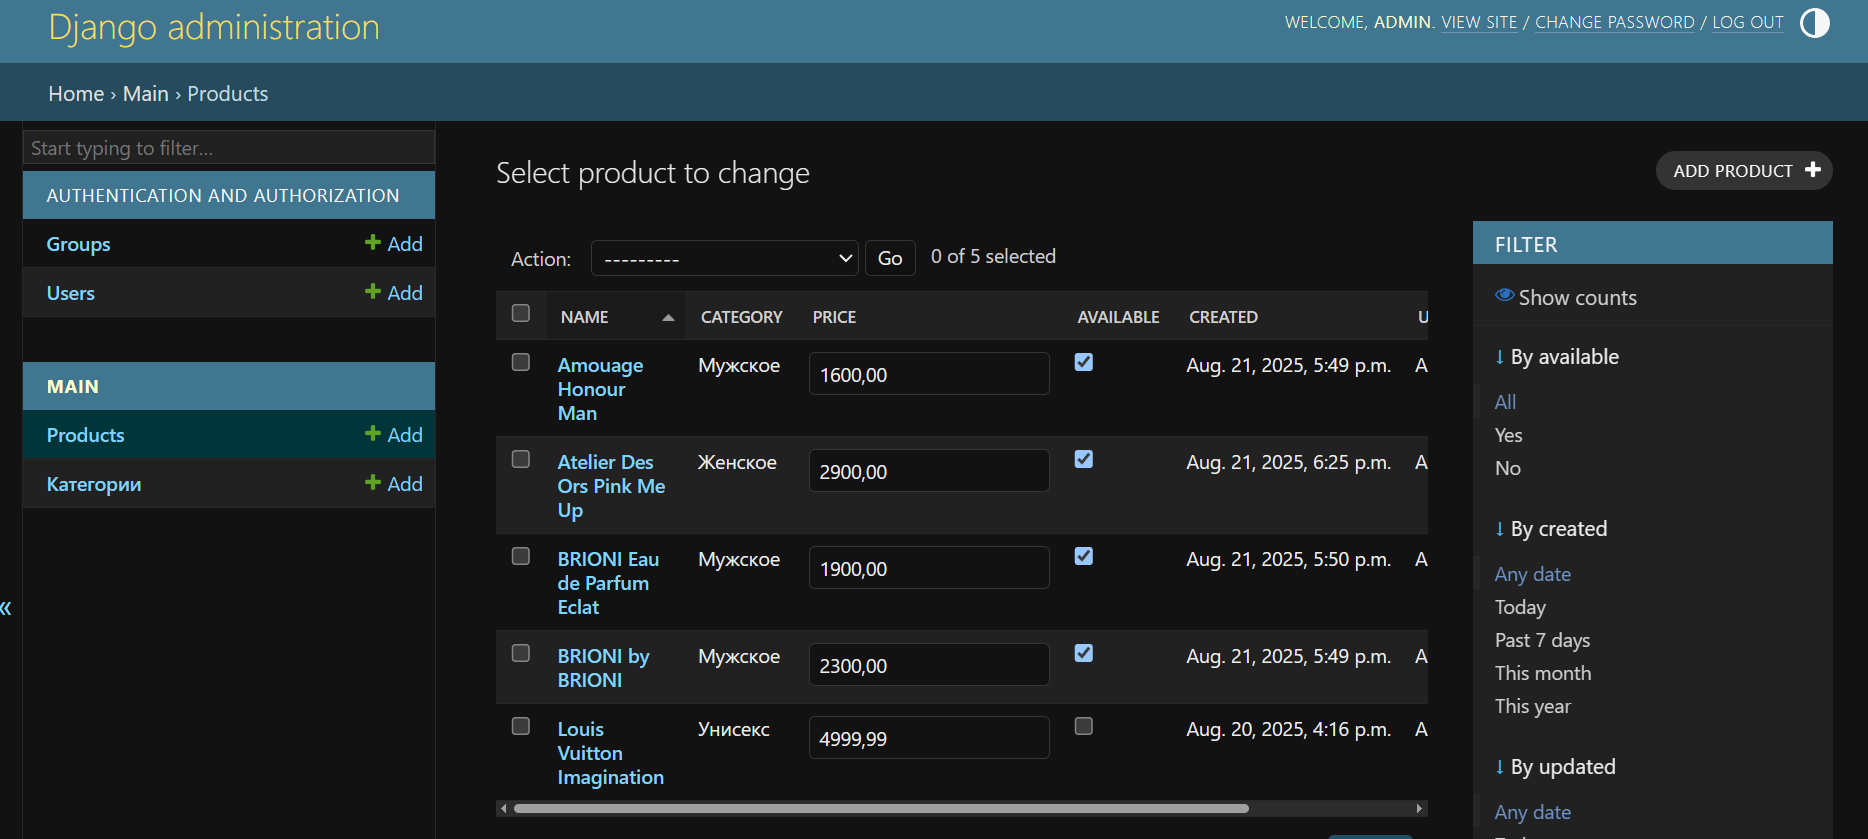 Django administration
WELCOME, ADMIN. VIEW SITE / CHANGE PASSWORD / LOG OUT
Home › Main › Products
Start typing to filter...
AUTHENTICATION AND AUTHORIZATION
Groups Add
Users Add
MAIN
Products Add
Категории Add
«
Select product to change
ADD PRODUCT
Action: --------- Go 0 of 5 selected
NAME CATEGORY PRICE AVAILABLE CREATED U
Amouage Мужское 1600,00 Aug. 21, 2025, 5:49 p.m. A
Honour
Man
Atelier Des Женское 2900,00 Aug. 21, 2025, 6:25 p.m. A
Ors Pink Me
Up
BRIONI Eau Мужское 1900,00 Aug. 21, 2025, 5:50 p.m. A
de Parfum
Eclat
BRIONI by Мужское 2300,00 Aug. 21, 2025, 5:49 p.m. A
BRIONI
Louis Унисекс 4999,99 Aug. 20, 2025, 4:16 p.m. A
Vuitton
Imagination
FILTER
Show counts
↓ By available
All
Yes
No
↓ By created
Any date
Today
Past 7 days
This month
This year
↓ By updated
Any date